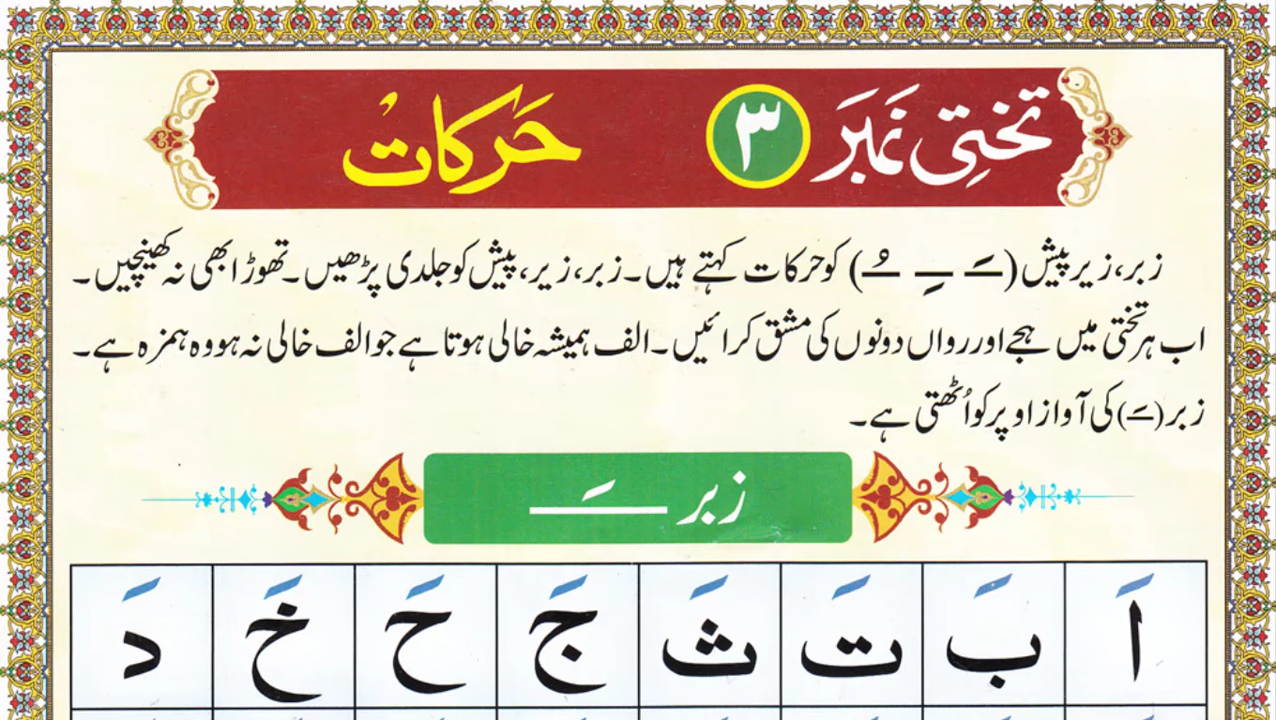 تختی نمبر ۳ حرکات
زبر، زیر پیش (ـَ ـِ ـُ) کو حرکات کہتے ہیں۔ زبر، زیر، پیش کو جلدی پڑھیں۔ تھوڑا بھی نہ کھینچیں۔
اب ہر تختی میں ہجے اور رواں دونوں کی مشق کرائیں۔ الف ہمیشہ خالی ہوتا ہے جو الف خالی نہ ہو وہ ہمزہ ہے۔
زبر (ـَ) کی آواز اوپر کو اُٹھتی ہے۔
زبر ـَ
اَ بَ تَ ثَ جَ حَ خَ دَ